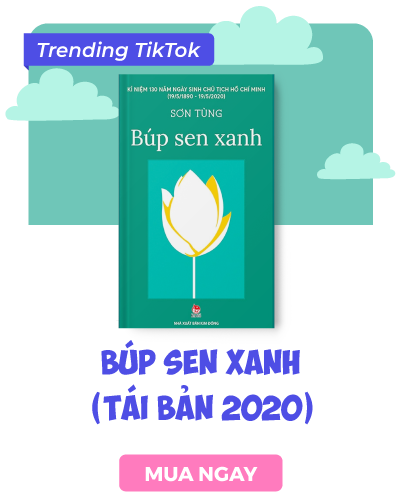 Trending TikTok
KỈ NIỆM 130 NĂM NGÀY SINH CHỦ TỊCH HỒ CHÍ MINH
(19/5/1890 - 19/5/2020)
SƠN TÙNG
Búp sen xanh
NHÀ XUẤT BẢN KIM ĐỒNG
BÚP SEN XANH
(TÁI BẢN 2020)
MUA NGAY